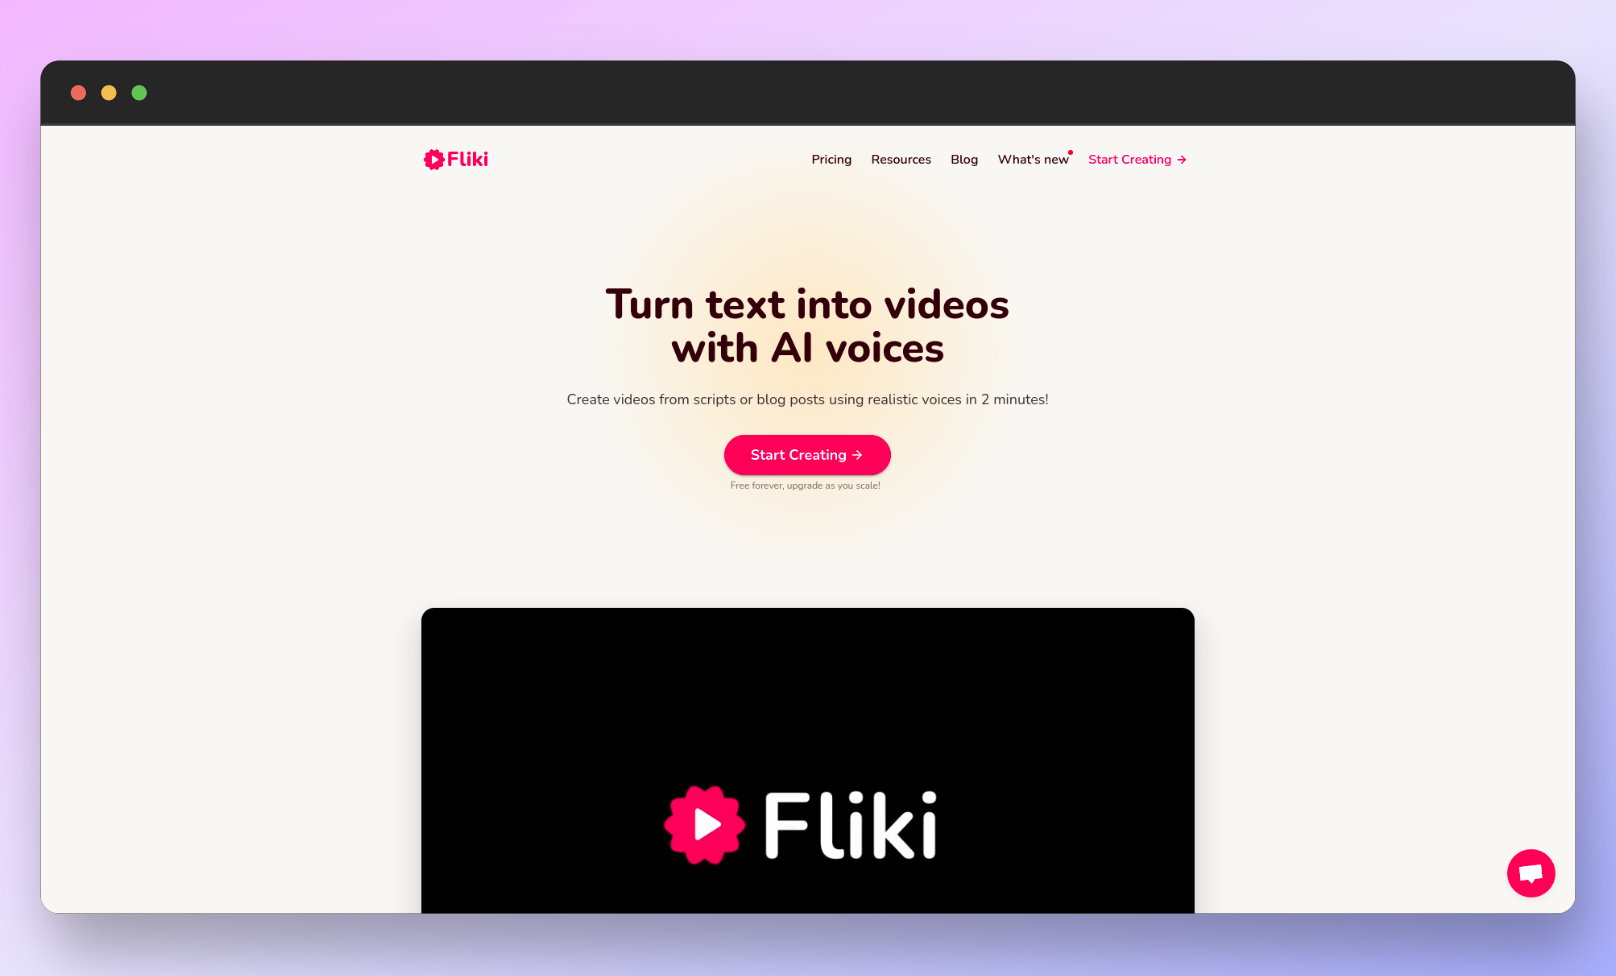 Fliki
Pricing
Resources
Blog
What's new
Start Creating →
Turn text into videos
with AI voices
Create videos from scripts or blog posts using realistic voices in 2 minutes!
Start Creating →
Free forever, upgrade as you scale!
Fliki